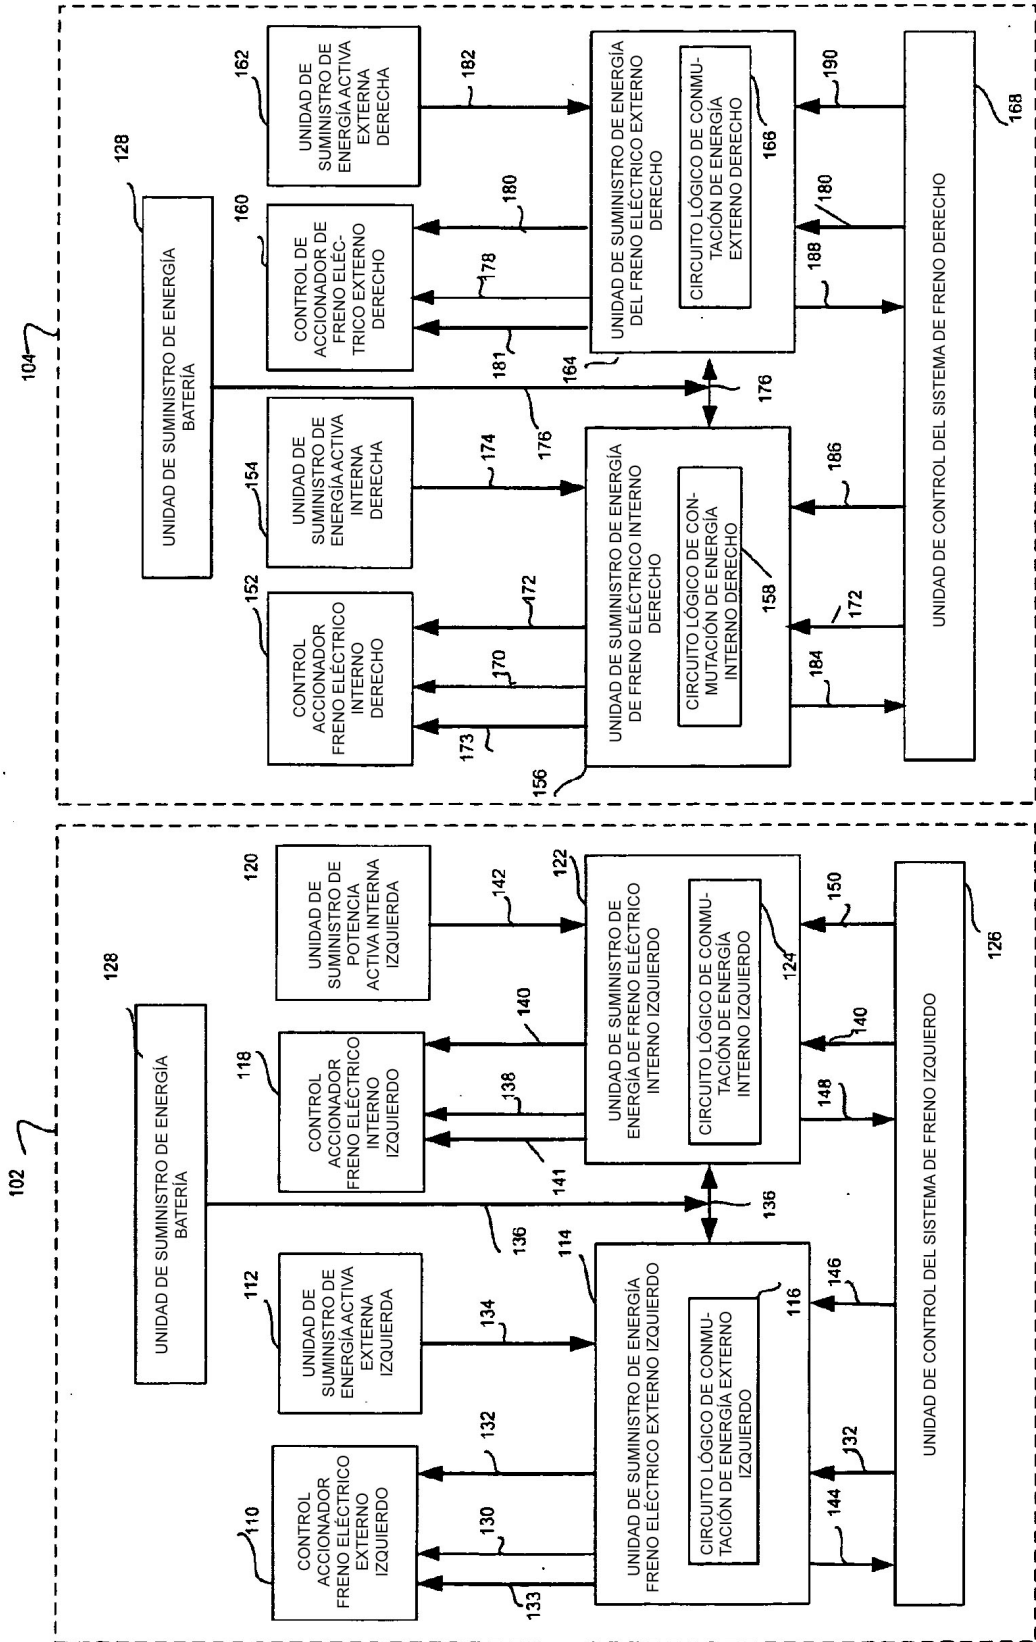 102
UNIDAD DE SUMINISTRO DE ENERGÍA
BATERÍA
128
110
CONTROL
ACCIONADOR
FRENO ELÉCTRICO
EXTERNO
IZQUIERDO
112
UNIDAD DE
SUMINISTRO DE
ENERGÍA ACTIVA
EXTERNA
IZQUIERDA
118
CONTROL
ACCIONADOR
FRENO ELÉCTRICO
INTERNO
IZQUIERDO
120
UNIDAD DE
SUMINISTRO DE
POTENCIA
ACTIVA INTERNA
IZQUIERDA
133
130
132
134
136
141
138
140
142
114
UNIDAD DE SUMINISTRO DE ENERGÍA
FRENO ELÉCTRICO EXTERNO IZQUIERDO
CIRCUITO LÓGICO DE CONMU-
TACIÓN DE ENERGÍA EXTERNO
IZQUIERDO
116
136
122
UNIDAD DE SUMINISTRO DE
ENERGÍA DE FRENO ELÉCTRICO
INTERNO IZQUIERDO
CIRCUITO LÓGICO DE CONMU-
TACIÓN DE ENERGÍA
INTERNO IZQUIERDO
124
144
132
146
148
140
150
UNIDAD DE CONTROL DEL SISTEMA DE FRENO IZQUIERDO
126
104
UNIDAD DE SUMINISTRO DE ENERGÍA
BATERÍA
128
152
CONTROL
ACCIONADOR
FRENO ELÉCTRICO
INTERNO
DERECHO
154
UNIDAD DE
SUMINISTRO DE
ENERGÍA ACTIVA
INTERNA
DERECHA
160
CONTROL DE
ACCIONADOR DE
FRENO ELÉC-
TRICO EXTERNO
DERECHO
162
UNIDAD DE
SUMINISTRO DE
ENERGÍA ACTIVA
EXTERNA
DERECHA
173
170
172
174
176
181
178
180
182
156
UNIDAD DE SUMINISTRO DE ENERGÍA
DE FRENO ELÉCTRICO INTERNO
DERECHO
CIRCUITO LÓGICO DE CON-
MUTACIÓN DE ENERGÍA
INTERNO DERECHO
158
176
164
UNIDAD DE SUMINISTRO DE ENERGÍA
DEL FRENO ELÉCTRICO EXTERNO
DERECHO
CIRCUITO LÓGICO DE CONMU-
TACIÓN DE ENERGÍA
EXTERNO DERECHO
166
184
172
186
188
180
190
UNIDAD DE CONTROL DEL SISTEMA DE FRENO DERECHO
168